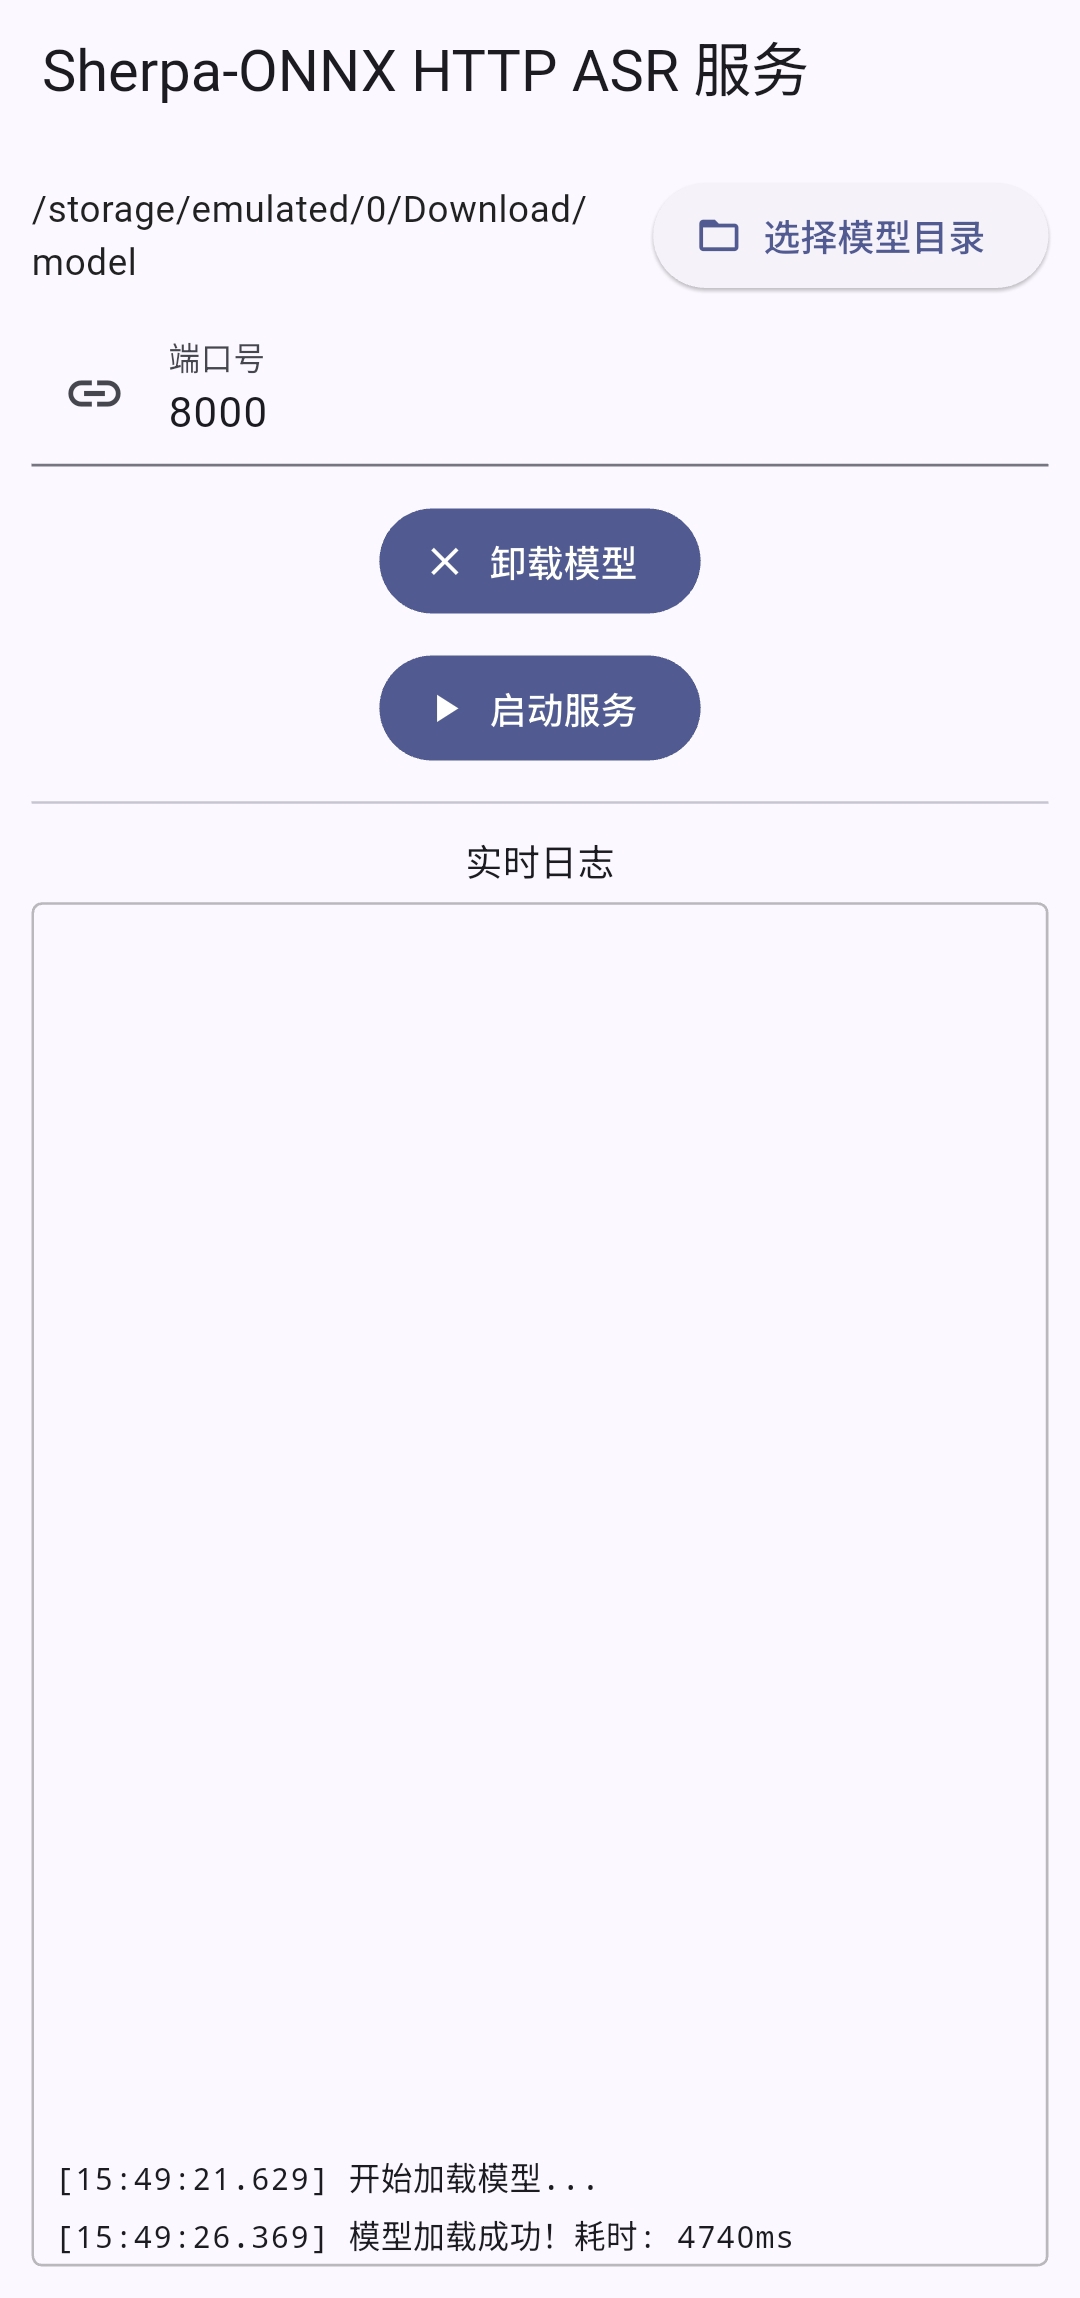 Sherpa-ONNX HTTP ASR 服务
/storage/emulated/0/Download/
model
选择模型目录
端口号
8000
卸载模型
启动服务
实时日志
[15:49:21.629] 开始加载模型...
[15:49:26.369] 模型加载成功! 耗时: 4740ms